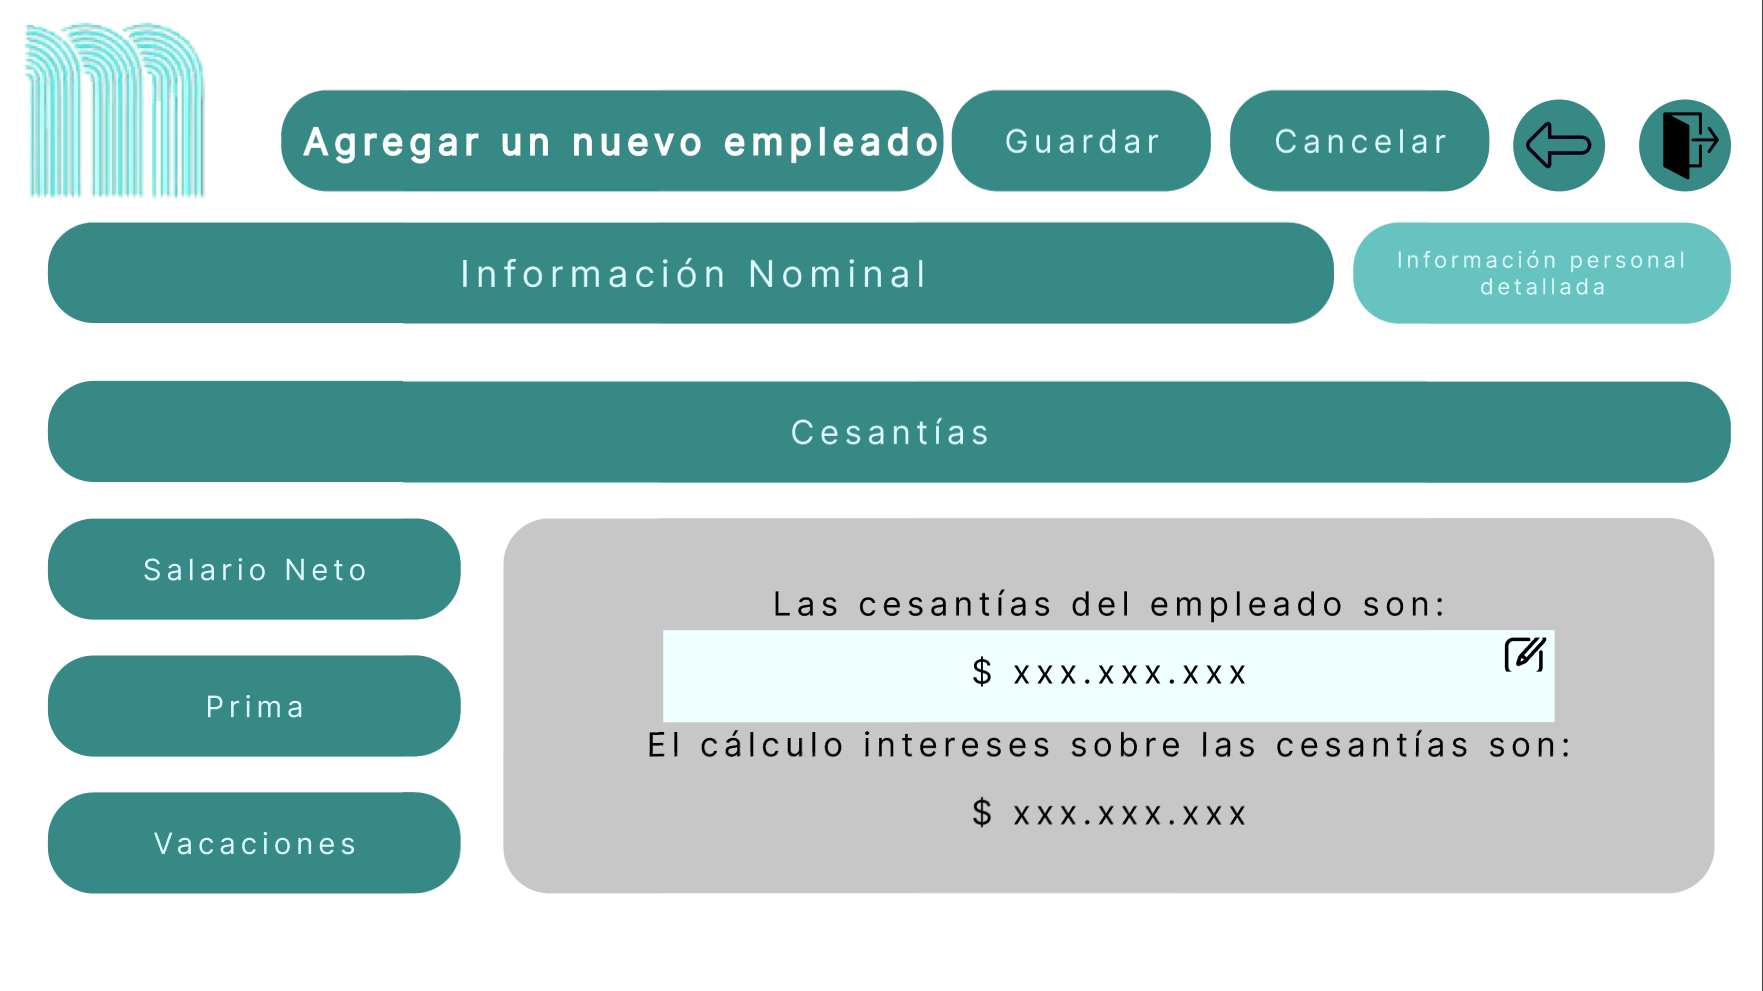 Agregar un nuevo empleado
Guardar
Cancelar
Información Nominal
Información personal
detallada
Cesantías
Salario Neto
Prima
Vacaciones
Las cesantías del empleado son:
$ xxx.xxx.xxx
El cálculo intereses sobre las cesantías son:
$ xxx.xxx.xxx